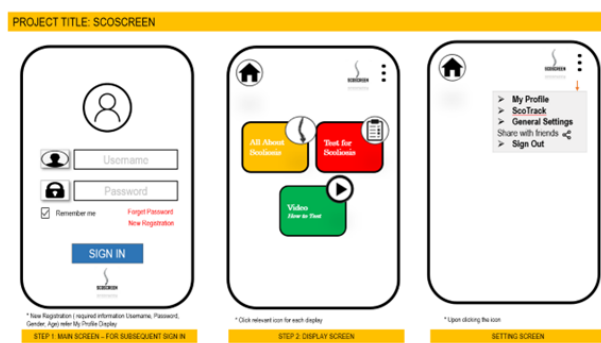 PROJECT TITLE: SCOSCREEN
Username
Password
Remember me
Forget Password
New Registration
SIGN IN
SCOSCREEN
* New Registration ( required information Username, Password,
Gender, Age) refer My Profile Display
STEP 1: MAIN SCREEN – FOR SUBSEQUENT SIGN IN
SCOSCREEN
All About
Scoliosis
Test for
Scoliosis
Video
How to Test
* Click relevant icon for each display
STEP 2: DISPLAY SCREEN
SCOSCREEN
➢ My Profile
➢ ScoTrack
➢ General Settings
Share with friends
➢ Sign Out
* Upon clicking the icon
SETTING SCREEN